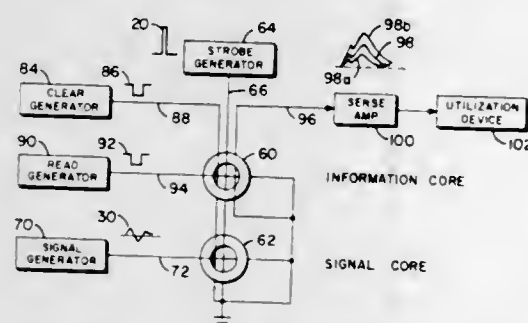 20
64
STROBE GENERATOR
66
84
CLEAR GENERATOR
86
88
98b
98
98a
96
SENSE AMP
100
UTILIZATION DEVICE
102
90
READ GENERATOR
92
94
60
INFORMATION CORE
70
SIGNAL GENERATOR
30
72
62
SIGNAL CORE